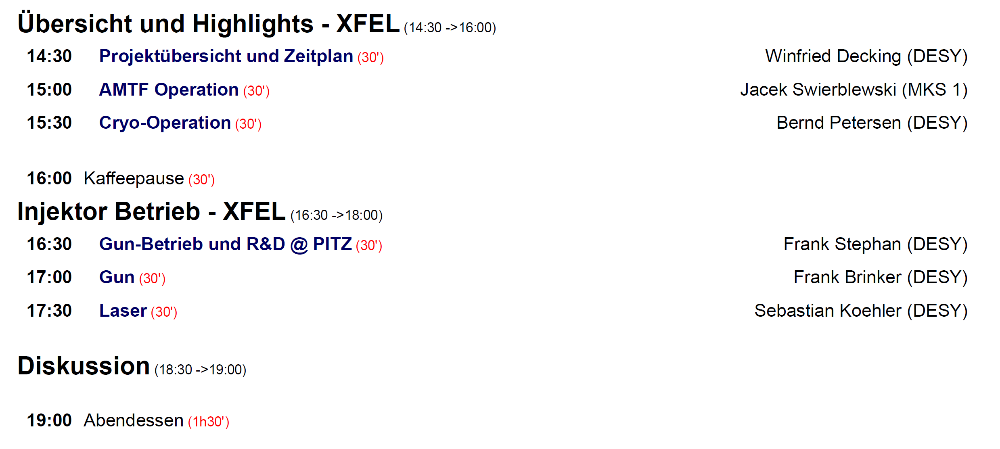 Übersicht und Highlights - XFEL (14:30 ->16:00)
14:30 Projektübersicht und Zeitplan (30') Winfried Decking (DESY)
15:00 AMTF Operation (30') Jacek Swierblewski (MKS 1)
15:30 Cryo-Operation (30') Bernd Petersen (DESY)
16:00 Kaffeepause (30')
Injektor Betrieb - XFEL (16:30 ->18:00)
16:30 Gun-Betrieb und R&D @ PITZ (30') Frank Stephan (DESY)
17:00 Gun (30') Frank Brinker (DESY)
17:30 Laser (30') Sebastian Koehler (DESY)
Diskussion (18:30 ->19:00)
19:00 Abendessen (1h30')